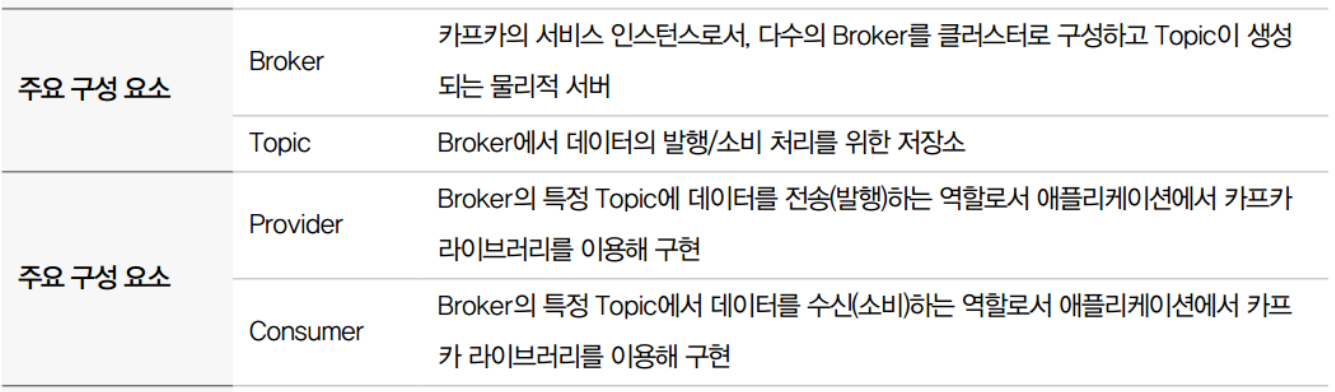 주요 구성 요소
Broker
카프카의 서비스 인스턴스로서, 다수의 Broker를 클러스터로 구성하고 Topic이 생성
되는 물리적 서버
Topic
Broker에서 데이터의 발행/소비 처리를 위한 저장소
주요 구성 요소
Provider
Broker의 특정 Topic에 데이터를 전송(발행)하는 역할로서 애플리케이션에서 카프카
라이브러리를 이용해 구현
Consumer
Broker의 특정 Topic에서 데이터를 수신(소비)하는 역할로서 애플리케이션에서 카프
카 라이브러리를 이용해 구현